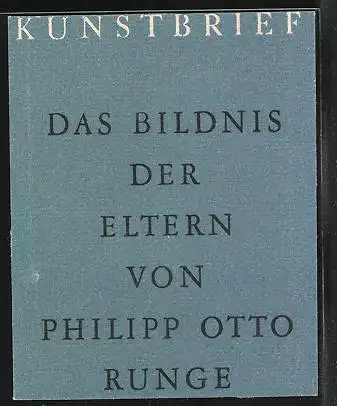 KUNSTBRIEF
DAS BILDNIS
DER
ELTERN
VON
PHILIPP OTTO
RUNGE